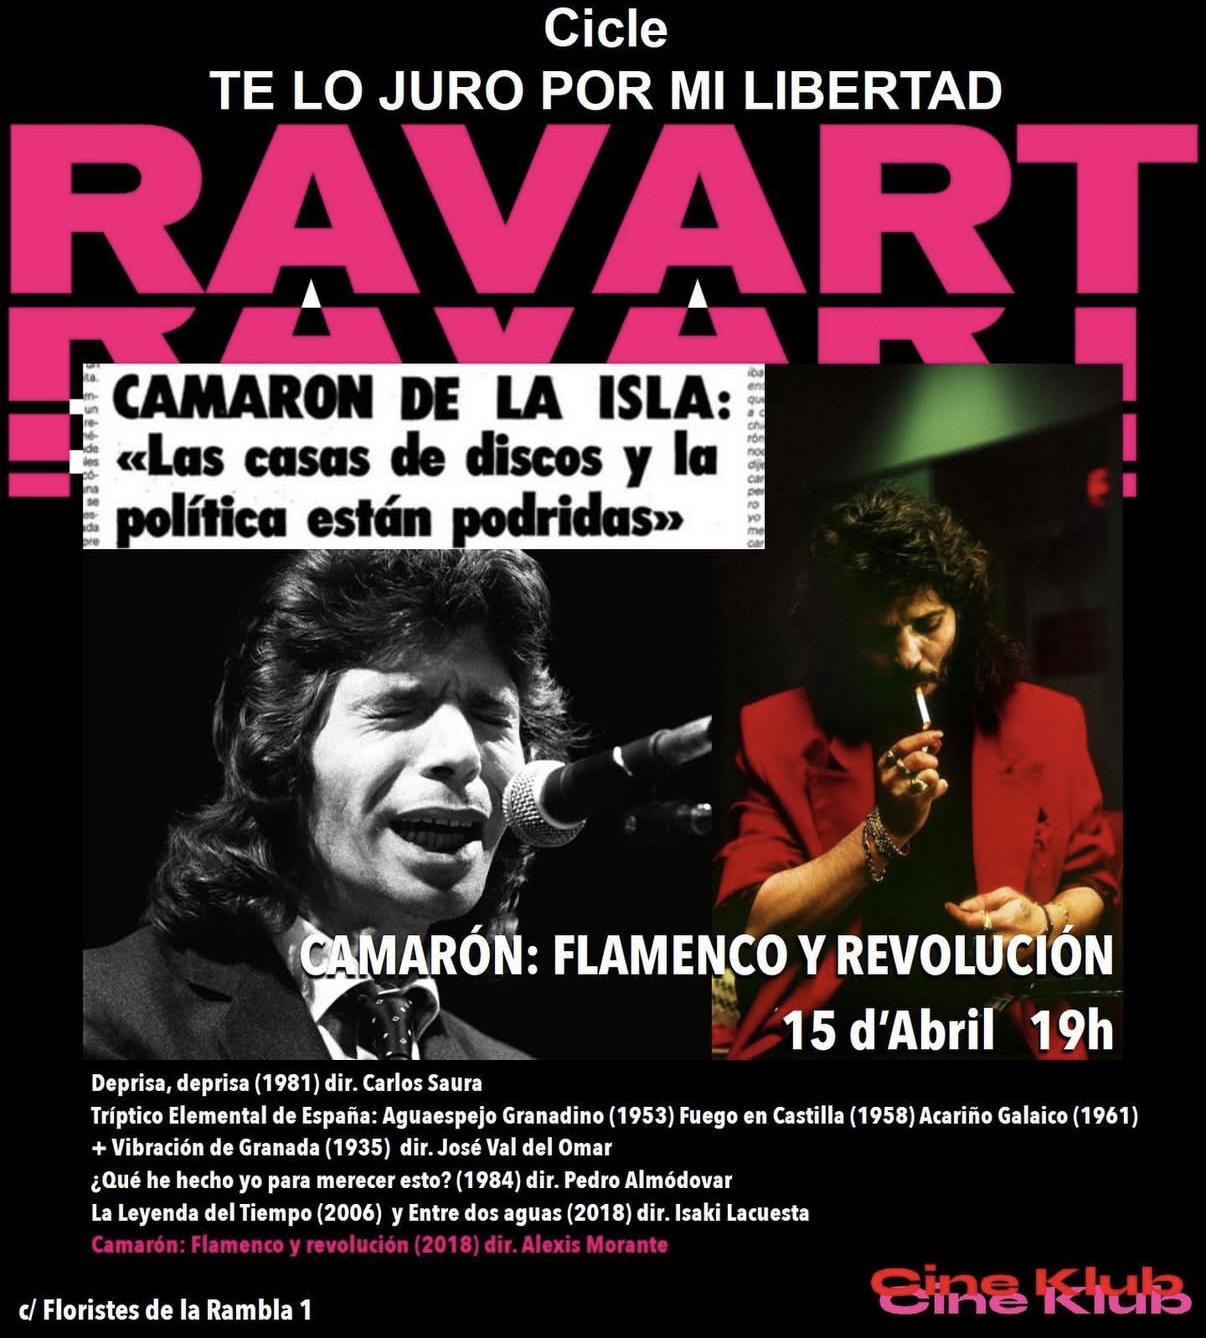 Cicle
TE LO JURO POR MI LIBERTAD
RAVART
RAVART
CAMARON DE LA ISLA:
«Las casas de discos y la
política están podridas»
CAMARÓN: FLAMENCO Y REVOLUCIÓN
15 d’Abril 19h
Deprisa, deprisa (1981) dir. Carlos Saura
Tríptico Elemental de España: Aguaespejo Granadino (1953) Fuego en Castilla (1958) Acariño Galaico (1961)
+ Vibración de Granada (1935) dir. José Val del Omar
¿Qué he hecho yo para merecer esto? (1984) dir. Pedro Almódovar
La Leyenda del Tiempo (2006) y Entre dos aguas (2018) dir. Isaki Lacuesta
Camarón: Flamenco y revolución (2018) dir. Alexis Morante
Cine Klub
Cine Klub
c/ Floristes de la Rambla 1